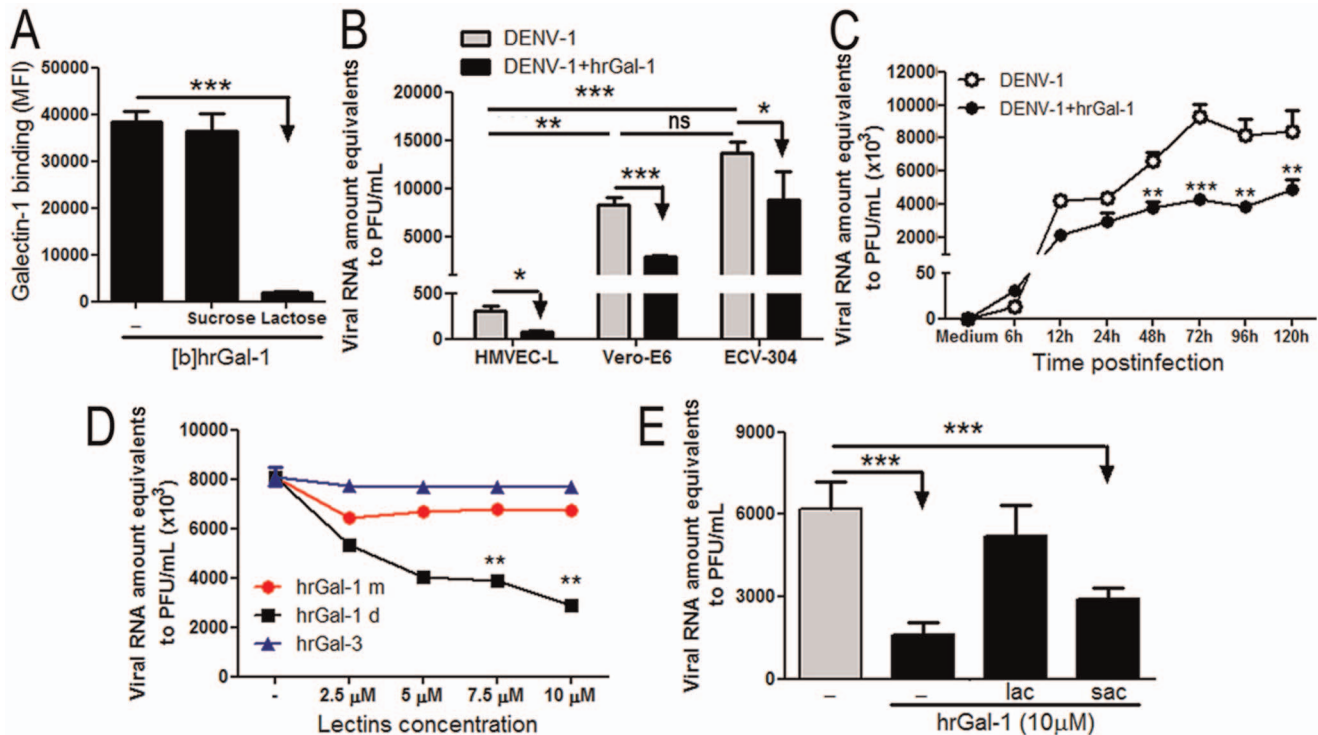 A
Galectin-1 binding (MFI)
50000
40000
30000
20000
10000
0
***
–
Sucrose
Lactose
[b]hrGal-1
B
DENV-1
DENV-1+hrGal-1
Viral RNA amount equivalents
to PFU/mL
20000
15000
10000
5000
500
0
***
**
ns
*
***
*
HMVEC-L
Vero-E6
ECV-304
C
Viral RNA amount equivalents
to PFU/mL (x10³)
12000
10000
8000
6000
4000
2000
50
0
DENV-1
DENV-1+hrGal-1
**
***
**
**
Medium
6h
12h
24h
48h
72h
96h
120h
Time postinfection
D
Viral RNA amount equivalents
to PFU/mL (x10³)
10000
8000
6000
4000
2000
0
hrGal-1 m
hrGal-1 d
hrGal-3
**
**
-
2.5 µM
5 µM
7.5 µM
10 µM
Lectins concentration
E
Viral RNA amount equivalents
to PFU/mL
9000
6000
3000
0
***
***
–
–
lac
sac
hrGal-1 (10µM)